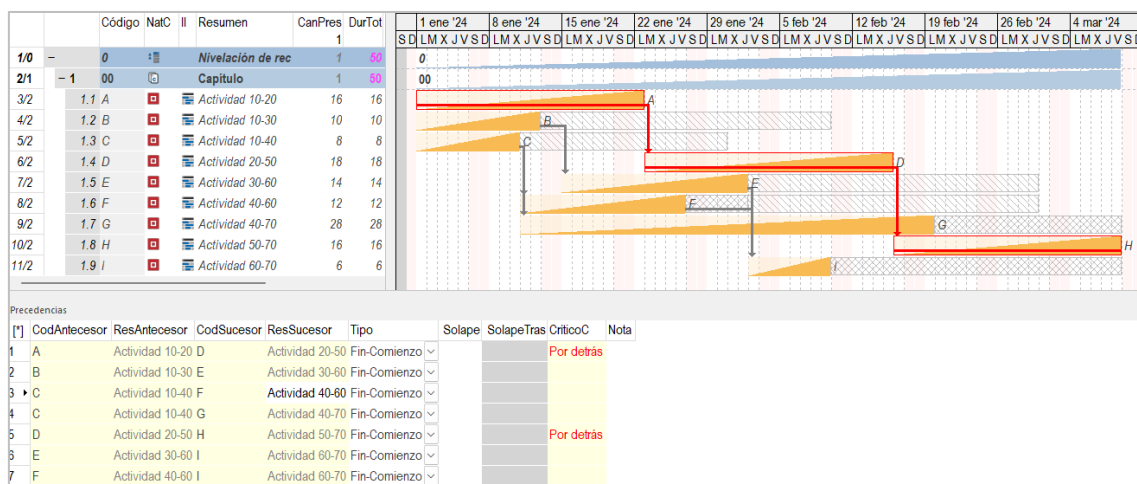 Código NatC II Resumen CanPres DurTot 1 ene '24 8 ene '24 15 ene '24 22 ene '24 29 ene '24 5 feb '24 12 feb '24 19 feb '24 26 feb '24 4 mar '24
1 S D L M X J V S D L M X J V S D L M X J V S D L M X J V S D L M X J V S D L M X J V S D L M X J V S D L M X J V S D L M X J V S D L M X J V S D
1/0 − 0 Nivelación de rec 1 50 0
2/1 − 1 00 Capitulo 1 50 00
3/2 1.1 A Actividad 10-20 16 16 A
4/2 1.2 B Actividad 10-30 10 10 B
5/2 1.3 C Actividad 10-40 8 8 C
6/2 1.4 D Actividad 20-50 18 18 D
7/2 1.5 E Actividad 30-60 14 14 E
8/2 1.6 F Actividad 40-60 12 12 F
9/2 1.7 G Actividad 40-70 28 28 G
10/2 1.8 H Actividad 50-70 16 16 H
11/2 1.9 I Actividad 60-70 6 6 I
Precedencias
[*] CodAntecesor ResAntecesor CodSucesor ResSucesor Tipo Solape SolapeTras CriticoC Nota
1 A Actividad 10-20 D Actividad 20-50 Fin-Comienzo Por detrás
2 B Actividad 10-30 E Actividad 30-60 Fin-Comienzo
3 C Actividad 10-40 F Actividad 40-60 Fin-Comienzo
4 C Actividad 10-40 G Actividad 40-70 Fin-Comienzo
5 D Actividad 20-50 H Actividad 50-70 Fin-Comienzo Por detrás
6 E Actividad 30-60 I Actividad 60-70 Fin-Comienzo
7 F Actividad 40-60 I Actividad 60-70 Fin-Comienzo